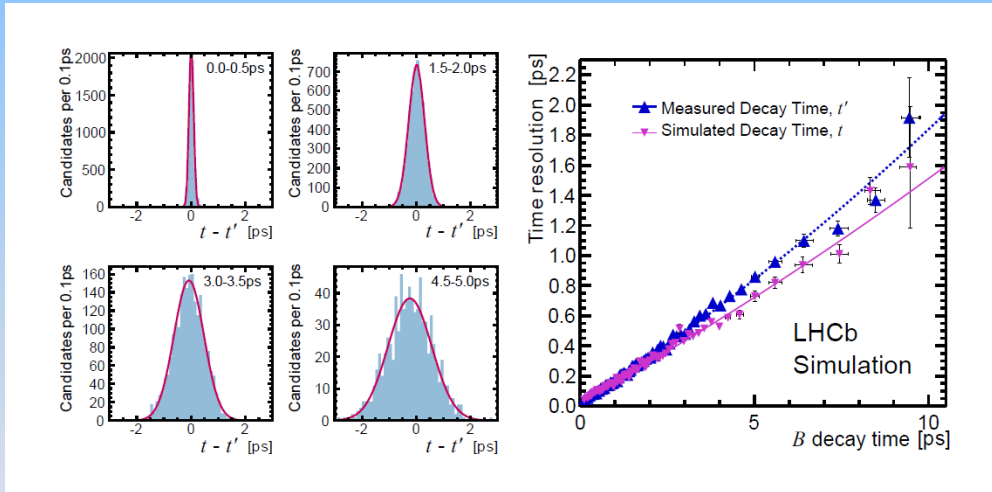 Candidates per 0.1ps
2000
1500
1000
500
0
0.0-0.5ps
-2 0 2
t - t′ [ps]
Candidates per 0.1ps
700
600
500
400
300
200
100
0
1.5-2.0ps
-2 0 2
t - t′ [ps]
Candidates per 0.1ps
160
140
120
100
80
60
40
20
0
3.0-3.5ps
-2 0 2
t - t′ [ps]
Candidates per 0.1ps
40
30
20
10
0
4.5-5.0ps
-2 0 2
t - t′ [ps]
Time resolution [ps]
2.2
2.0
1.8
1.6
1.4
1.2
1.0
0.8
0.6
0.4
0.2
0.0
Measured Decay Time, t′
Simulated Decay Time, t
LHCb
Simulation
0 5 10
B decay time [ps]